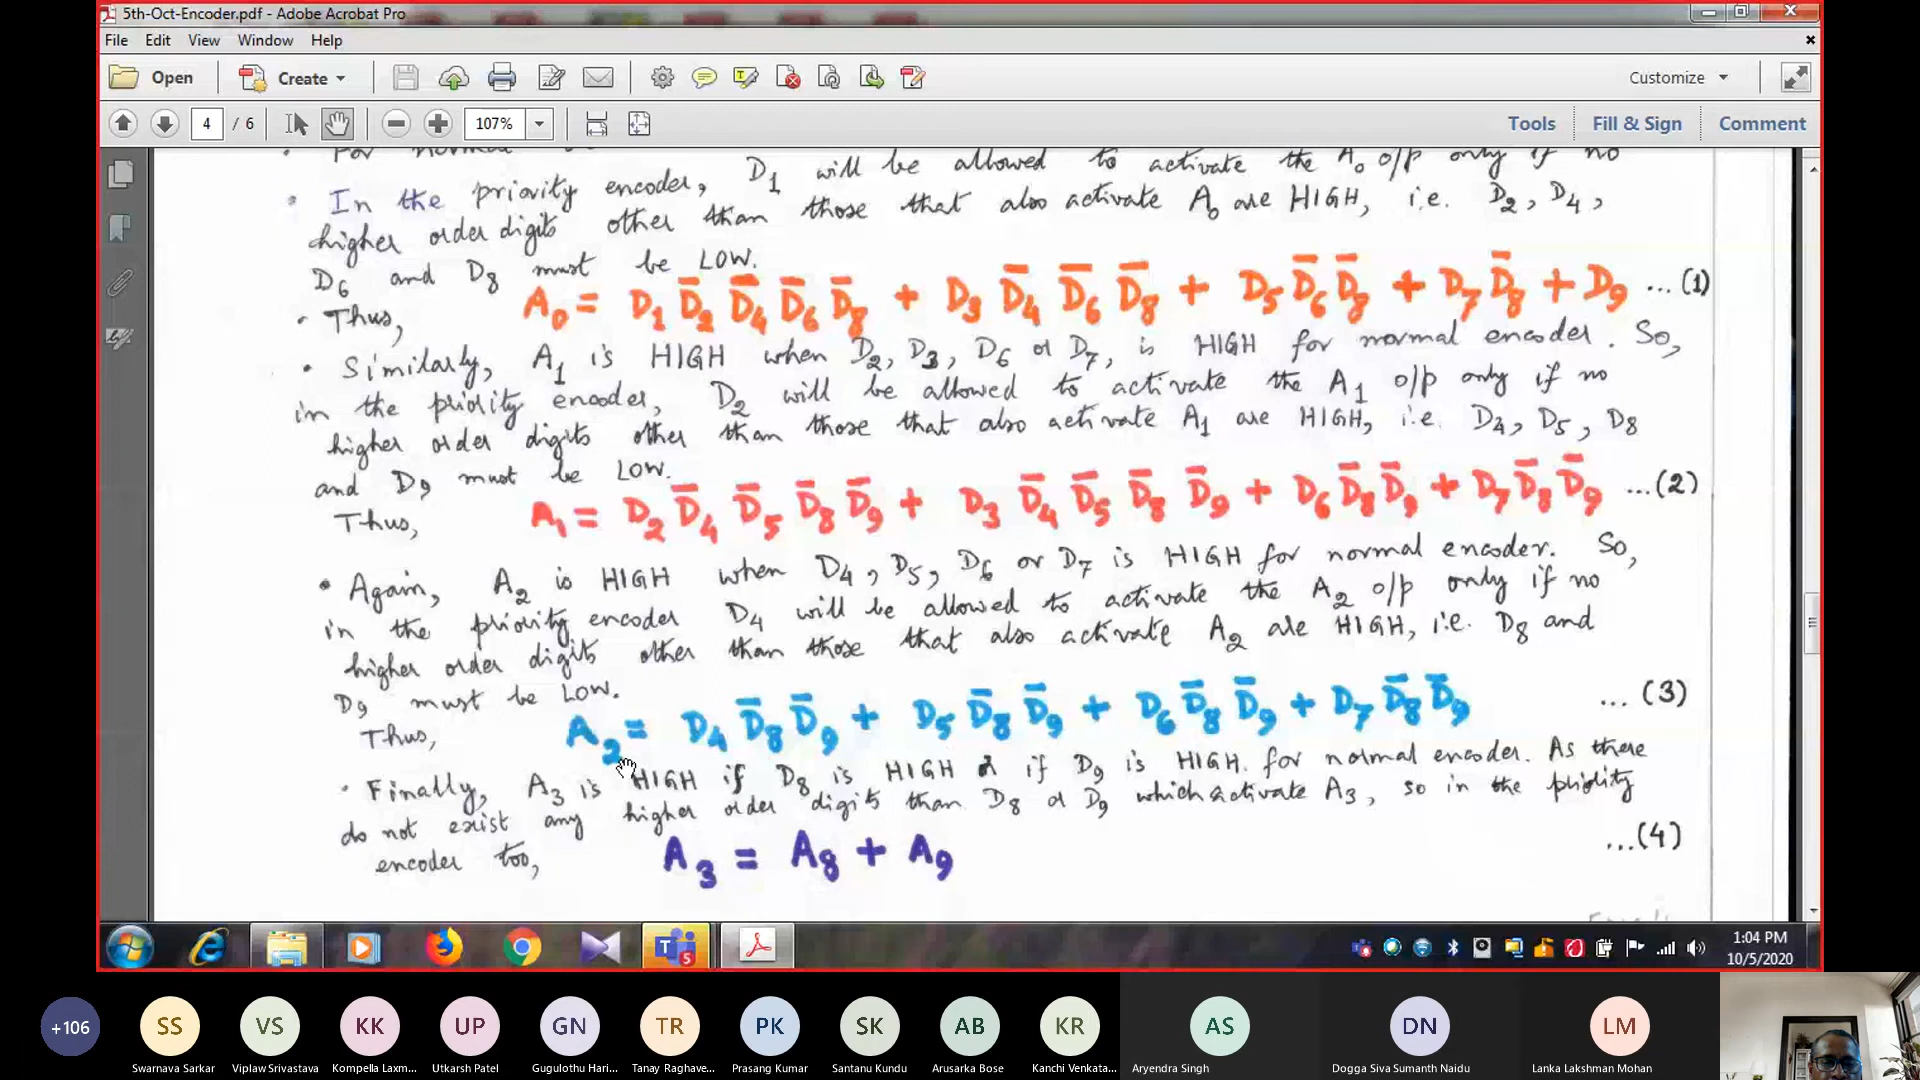 5th-Oct-Encoder.pdf - Adobe Acrobat Pro
File Edit View Window Help
Open Create Customize
4 / 6 107% Tools Fill & Sign Comment
• For normal
• In the priority encoder, D1 will be allowed to activate the A0 o/p only if no
higher order digits other than those that also activate A0 are HIGH, i.e. D2, D4,
D6 and D8 must be LOW.
• Thus, A0 = D1 D̅2 D̅4 D̅6 D̅8 + D3 D̅4 D̅6 D̅8 + D5 D̅6 D̅8 + D7 D̅8 + D9 ...(1)
• Similarly, A1 is HIGH when D2, D3, D6 or D7, is HIGH for normal encoder. So,
in the priority encoder, D2 will be allowed to activate the A1 o/p only if no
higher order digits other than those that also activate A1 are HIGH, i.e. D4, D5, D8
and D9 must be LOW.
Thus, A1 = D2 D̅4 D̅5 D̅8 D̅9 + D3 D̅4 D̅5 D̅8 D̅9 + D6 D̅8 D̅9 + D7 D̅8 D̅9 ...(2)
• Again, A2 is HIGH when D4, D5, D6 or D7 is HIGH for normal encoder. So,
in the priority encoder D4 will be allowed to activate the A2 o/p only if no
higher order digits other than those that also activate A2 are HIGH, i.e. D8 and
D9 must be LOW.
Thus, A2 = D4 D̅8 D̅9 + D5 D̅8 D̅9 + D6 D̅8 D̅9 + D7 D̅8 D̅9 ...(3)
• Finally, A3 is HIGH if D8 is HIGH or if D9 is HIGH for normal encoder. As there
do not exist any higher order digits than D8 or D9 which activate A3, so in the priority
encoder too, A3 = A8 + A9 ...(4)
1:04 PM
10/5/2020
+106 SS VS KK UP GN TR PK SK AB KR AS DN LM
Swarnava Sarkar Viplaw Srivastava Kompella Laxm... Utkarsh Patel Gugulothu Hari... Tanay Raghave... Prasang Kumar Santanu Kundu Arusarka Bose Kanchi Venkata... Aryendra Singh Dogga Siva Sumanth Naidu Lanka Lakshman Mohan